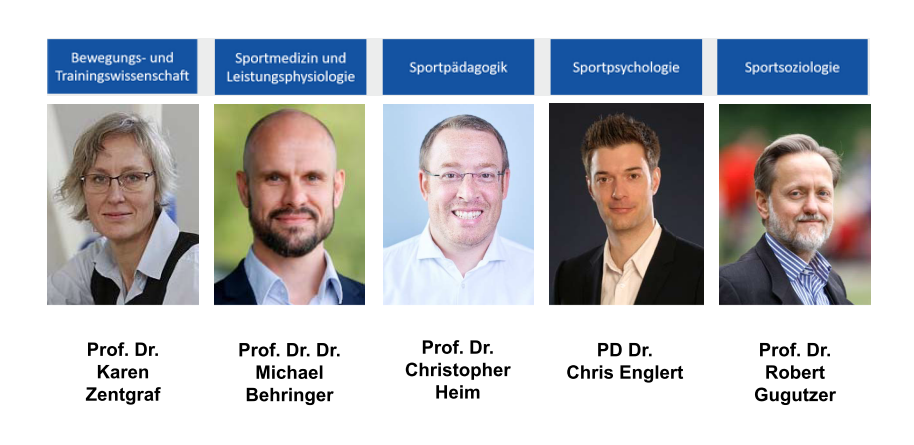 Bewegungs- und
Trainingswissenschaft
Sportmedizin und
Leistungsphysiologie
Sportpädagogik
Sportpsychologie
Sportsoziologie
Prof. Dr.
Karen
Zentgraf
Prof. Dr. Dr.
Michael
Behringer
Prof. Dr.
Christopher
Heim
PD Dr.
Chris Englert
Prof. Dr.
Robert
Gugutzer